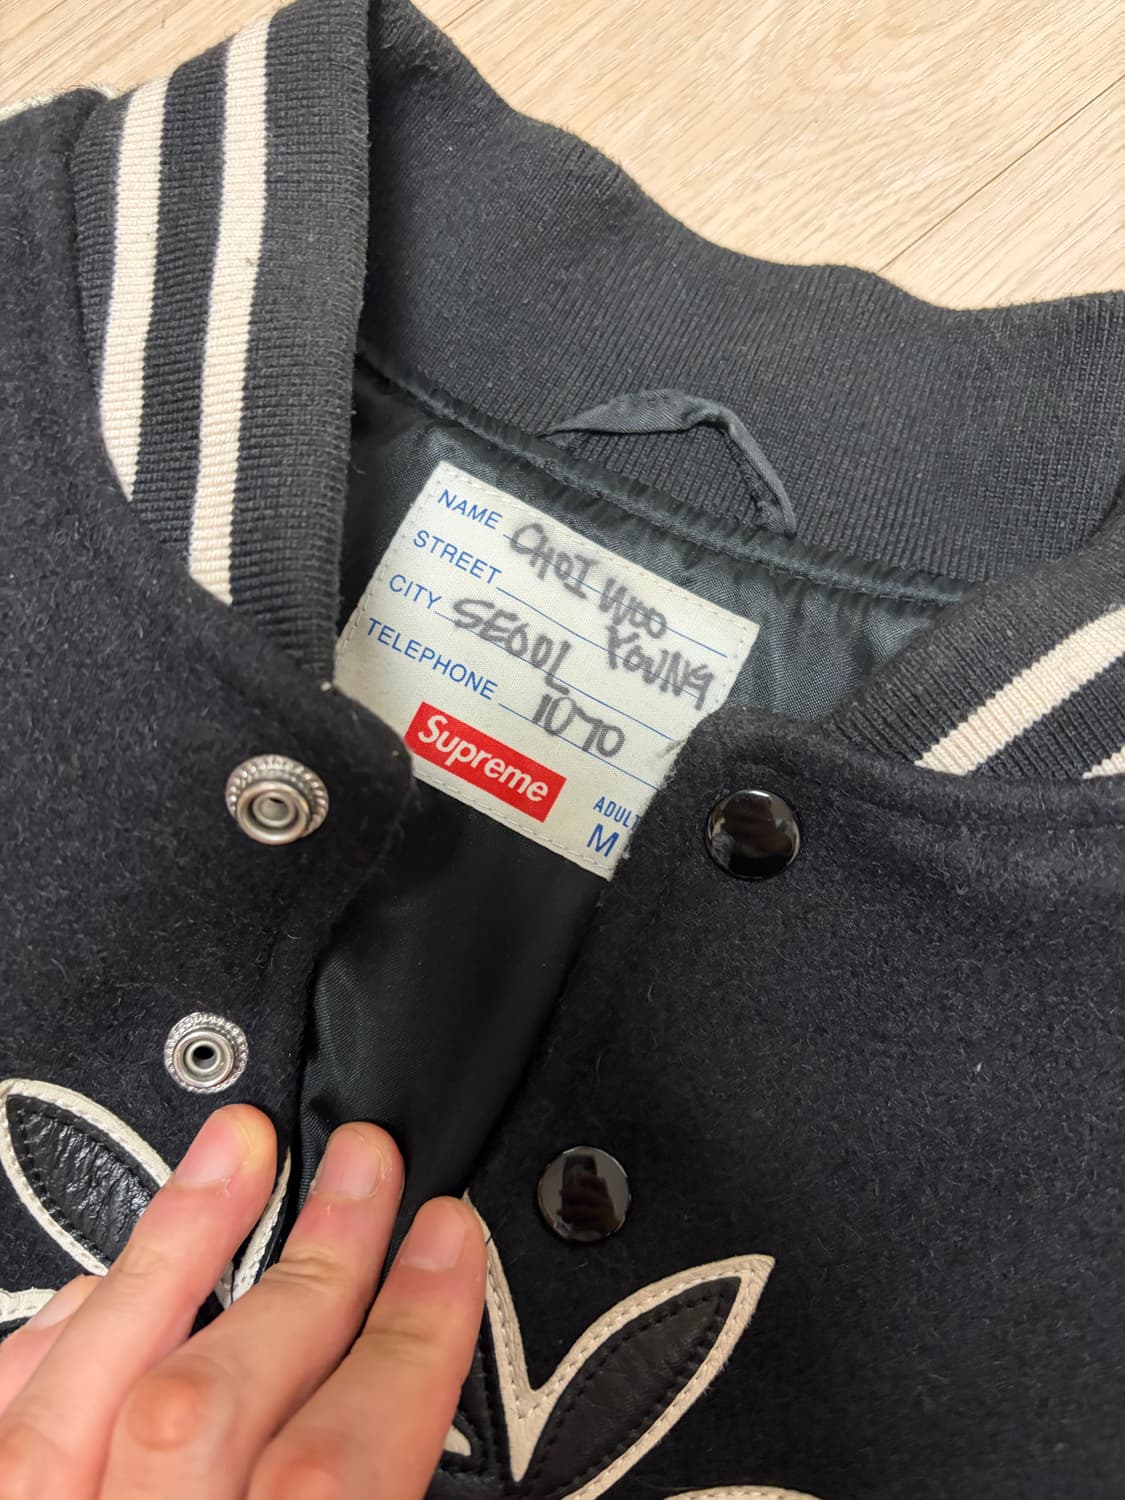 NAME CHOI WOO
STREET YOUNG
CITY SEOUL
TELEPHONE 1070
Supreme
ADULT
M